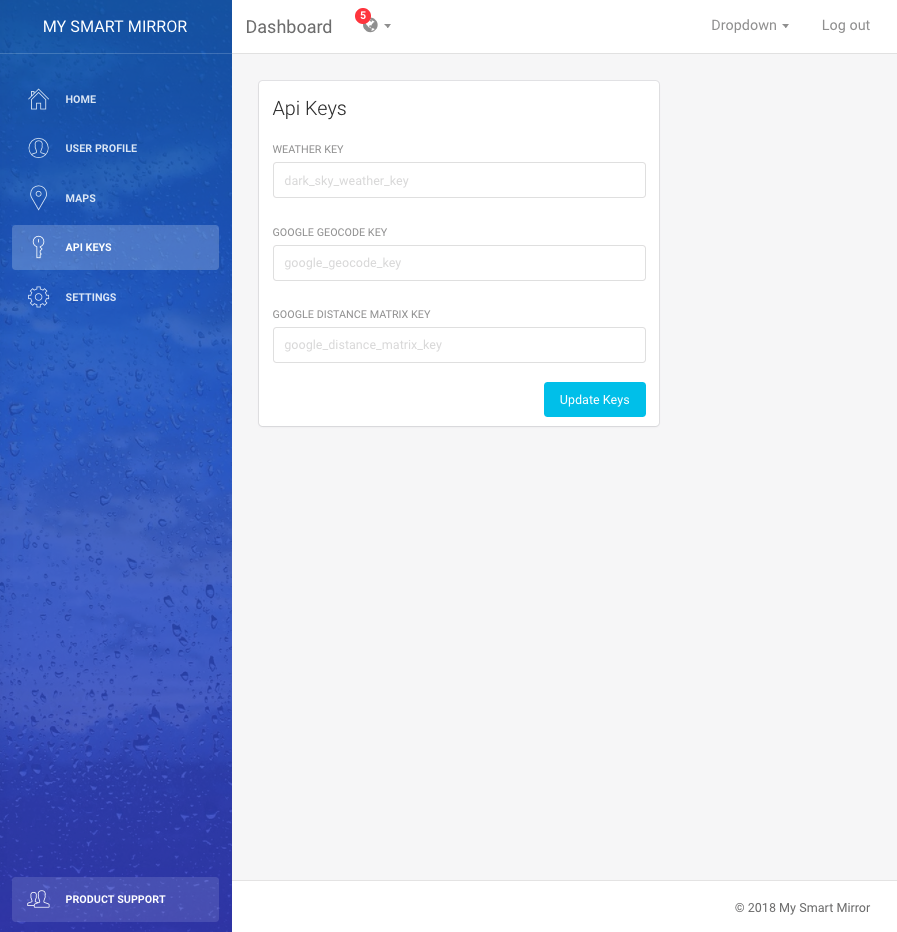 MY SMART MIRROR
HOME
USER PROFILE
MAPS
API KEYS
SETTINGS
PRODUCT SUPPORT
Dashboard
5
Dropdown
Log out
Api Keys
WEATHER KEY
dark_sky_weather_key
GOOGLE GEOCODE KEY
google_geocode_key
GOOGLE DISTANCE MATRIX KEY
google_distance_matrix_key
Update Keys
© 2018 My Smart Mirror